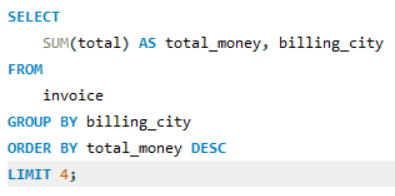 SELECT
    SUM(total) AS total_money, billing_city
FROM
    invoice
GROUP BY billing_city
ORDER BY total_money DESC
LIMIT 4;